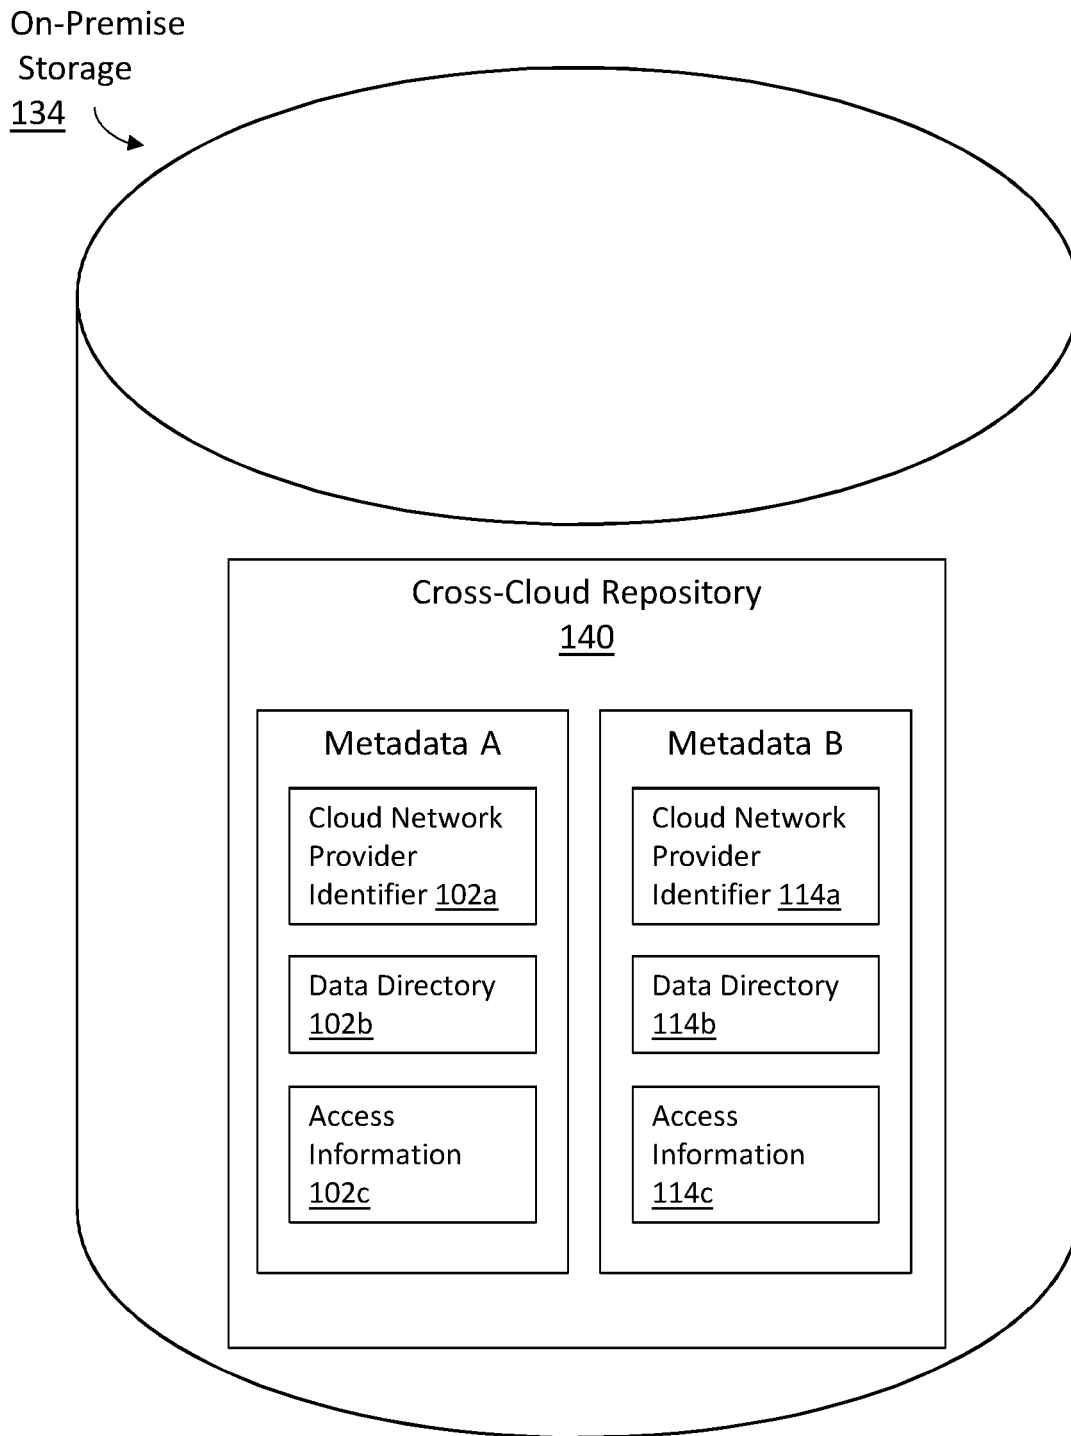 On-Premise
Storage
134
Cross-Cloud Repository
140
Metadata A
Cloud Network
Provider
Identifier 102a
Data Directory
102b
Access
Information
102c
Metadata B
Cloud Network
Provider
Identifier 114a
Data Directory
114b
Access
Information
114c